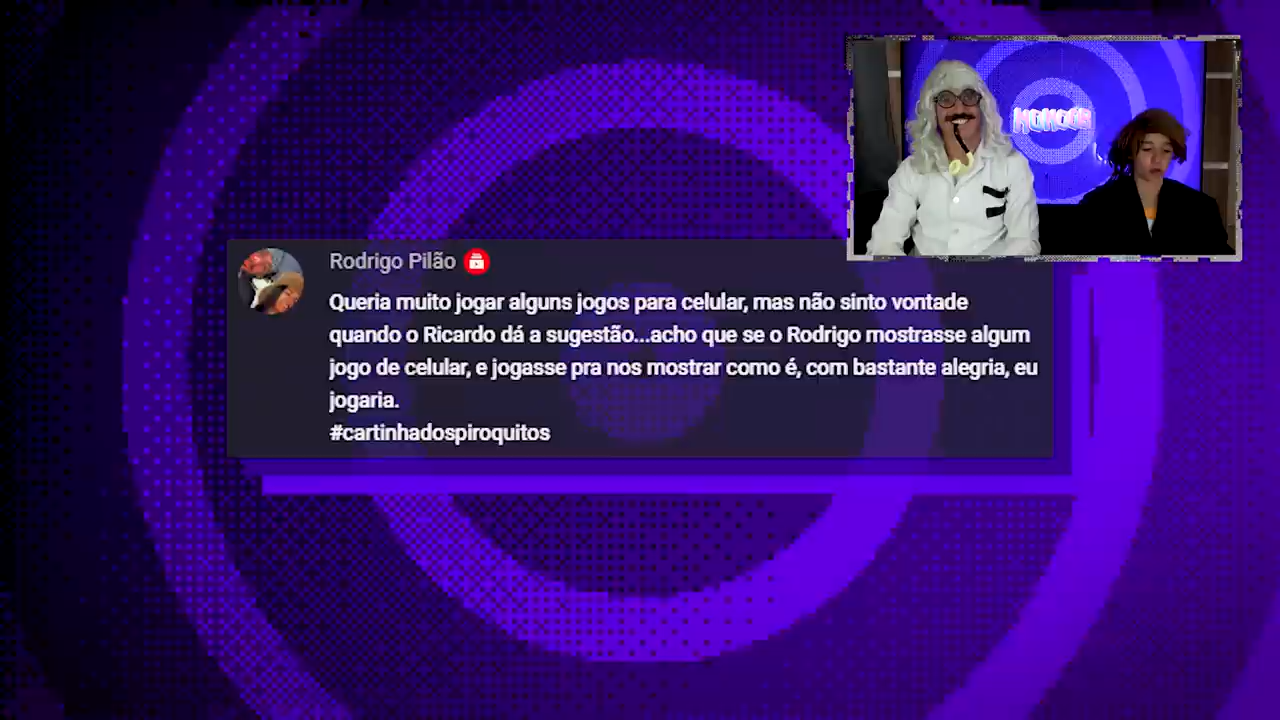 Rodrigo Pilão
Queria muito jogar alguns jogos para celular, mas não sinto vontade
quando o Ricardo dá a sugestão...acho que se o Rodrigo mostrasse algum
jogo de celular, e jogasse pra nos mostrar como é, com bastante alegria, eu
jogaria.
#cartinhadospiroquitos